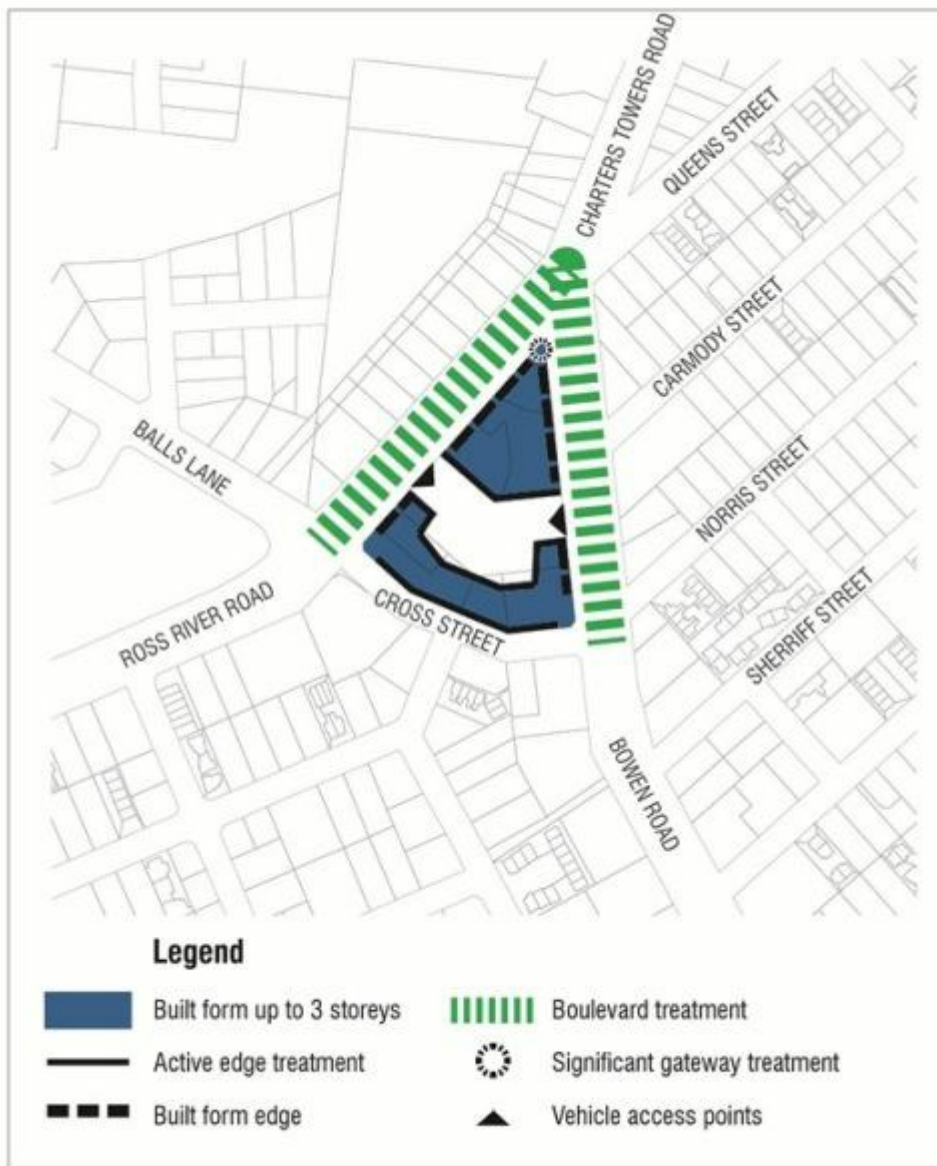 CHARTERS TOWERS ROAD
QUEENS STREET
CARMODY STREET
BALLS LANE
NORRIS STREET
ROSS RIVER ROAD
CROSS STREET
SHERRIFF STREET
BOWEN ROAD
Legend
Built form up to 3 storeys
Boulevard treatment
Active edge treatment
Significant gateway treatment
Built form edge
Vehicle access points